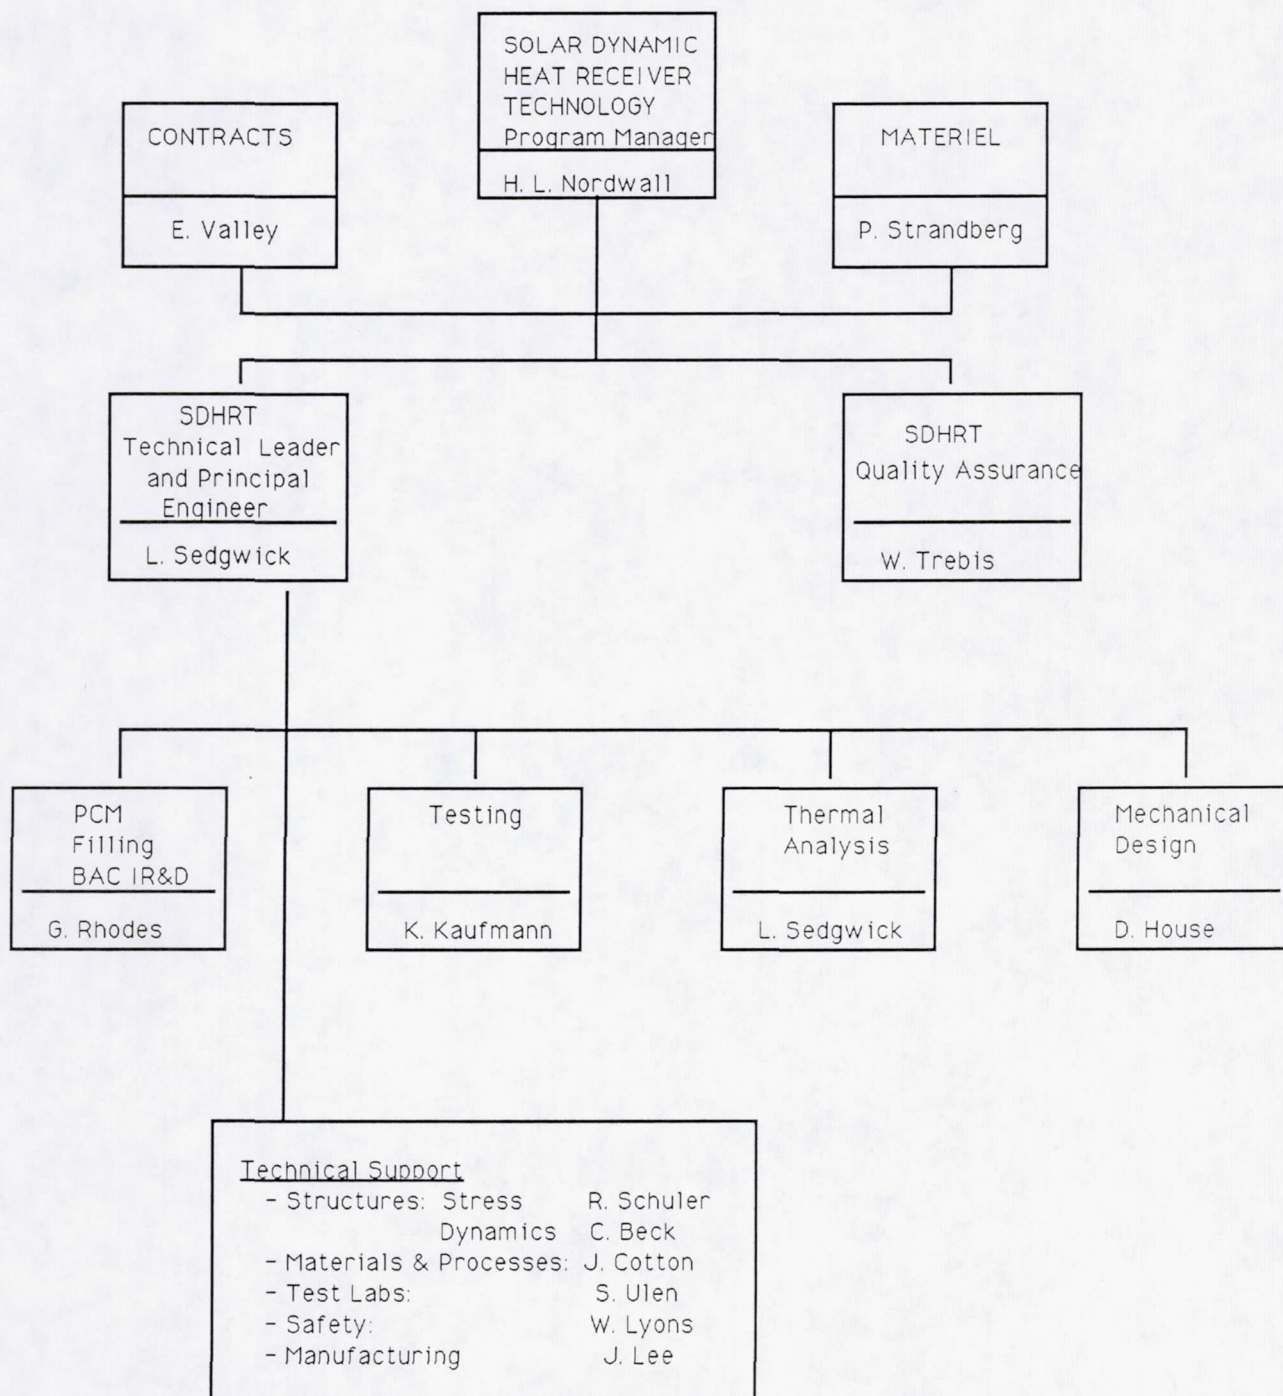 SOLAR DYNAMIC
HEAT RECEIVER
TECHNOLOGY
Program Manager
H. L. Nordwall
CONTRACTS
E. Valley
MATERIEL
P. Strandberg
SDHRT
Technical Leader
and Principal
Engineer
L. Sedgwick
SDHRT
Quality Assurance
W. Trebis
PCM
Filling
BAC IR&D
G. Rhodes
Testing
K. Kaufmann
Thermal
Analysis
L. Sedgwick
Mechanical
Design
D. House
Technical Support
- Structures: Stress R. Schuler
Dynamics C. Beck
- Materials & Processes: J. Cotton
- Test Labs: S. Ulen
- Safety: W. Lyons
- Manufacturing J. Lee